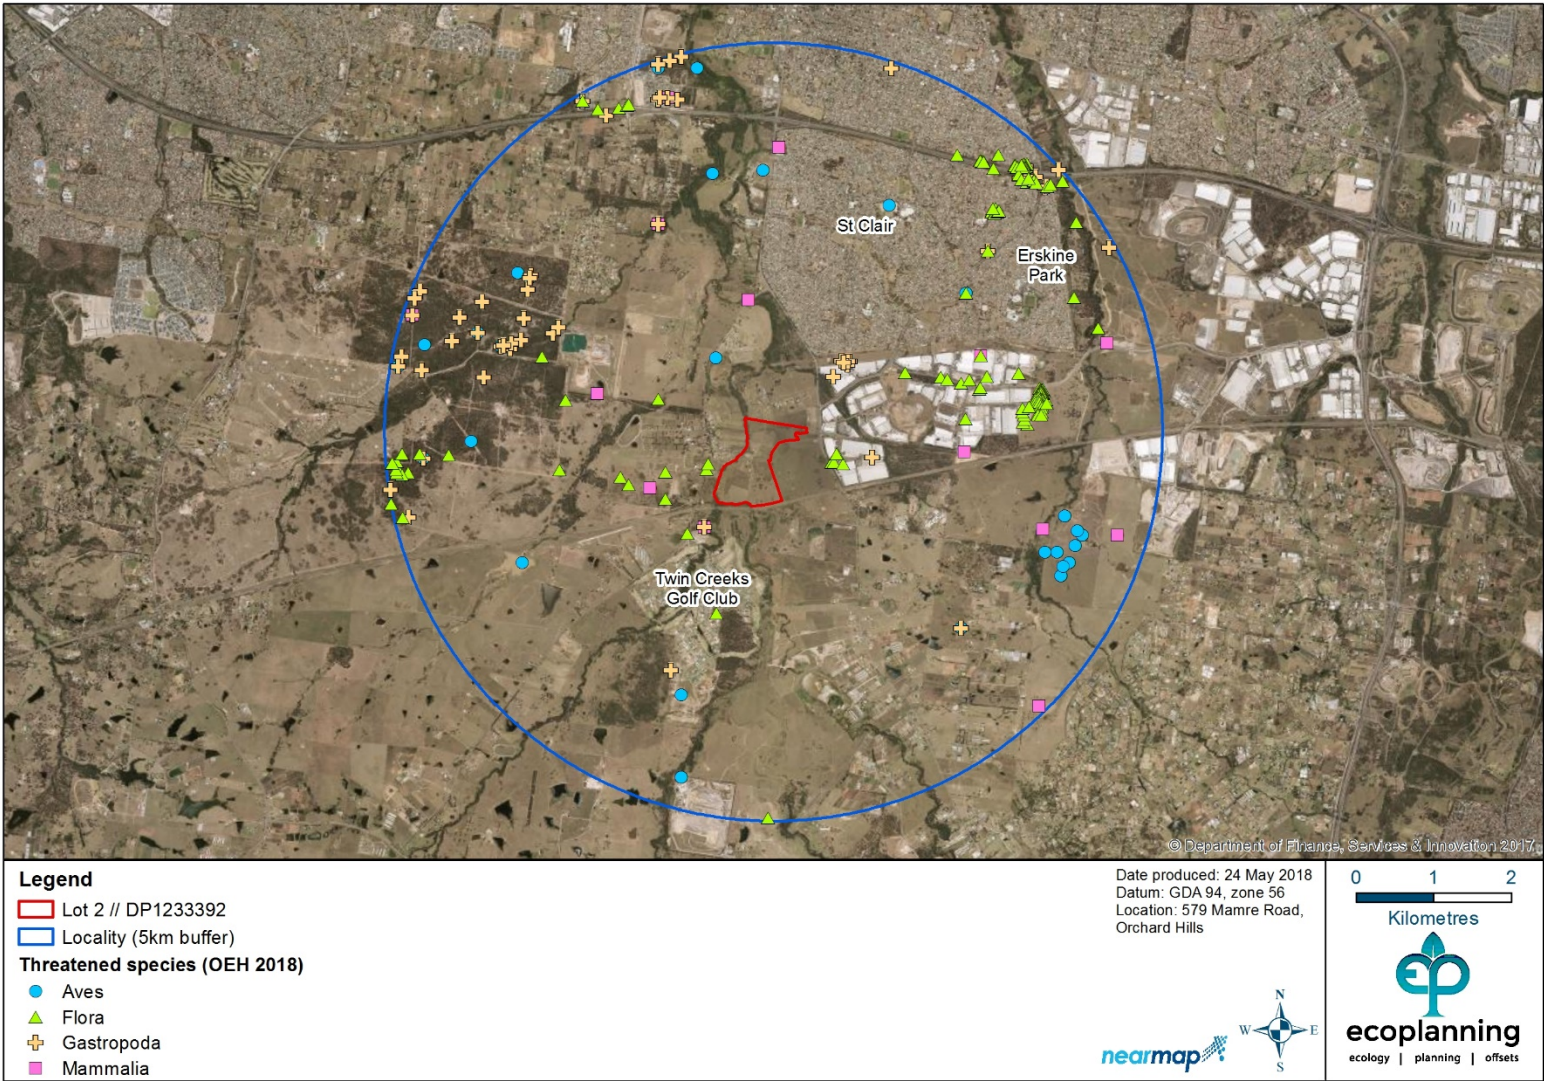 St Clair
Erskine
Park
Twin Creeks
Golf Club
© Department of Finance, Services & Innovation 2017
Legend
Lot 2 // DP1233392
Locality (5km buffer)
Threatened species (OEH 2018)
Aves
Flora
Gastropoda
Mammalia
Date produced: 24 May 2018
Datum: GDA 94, zone 56
Location: 579 Mamre Road,
Orchard Hills
nearmap
N
W E
S
0 1 2
Kilometres
ep
ecoplanning
ecology | planning | offsets